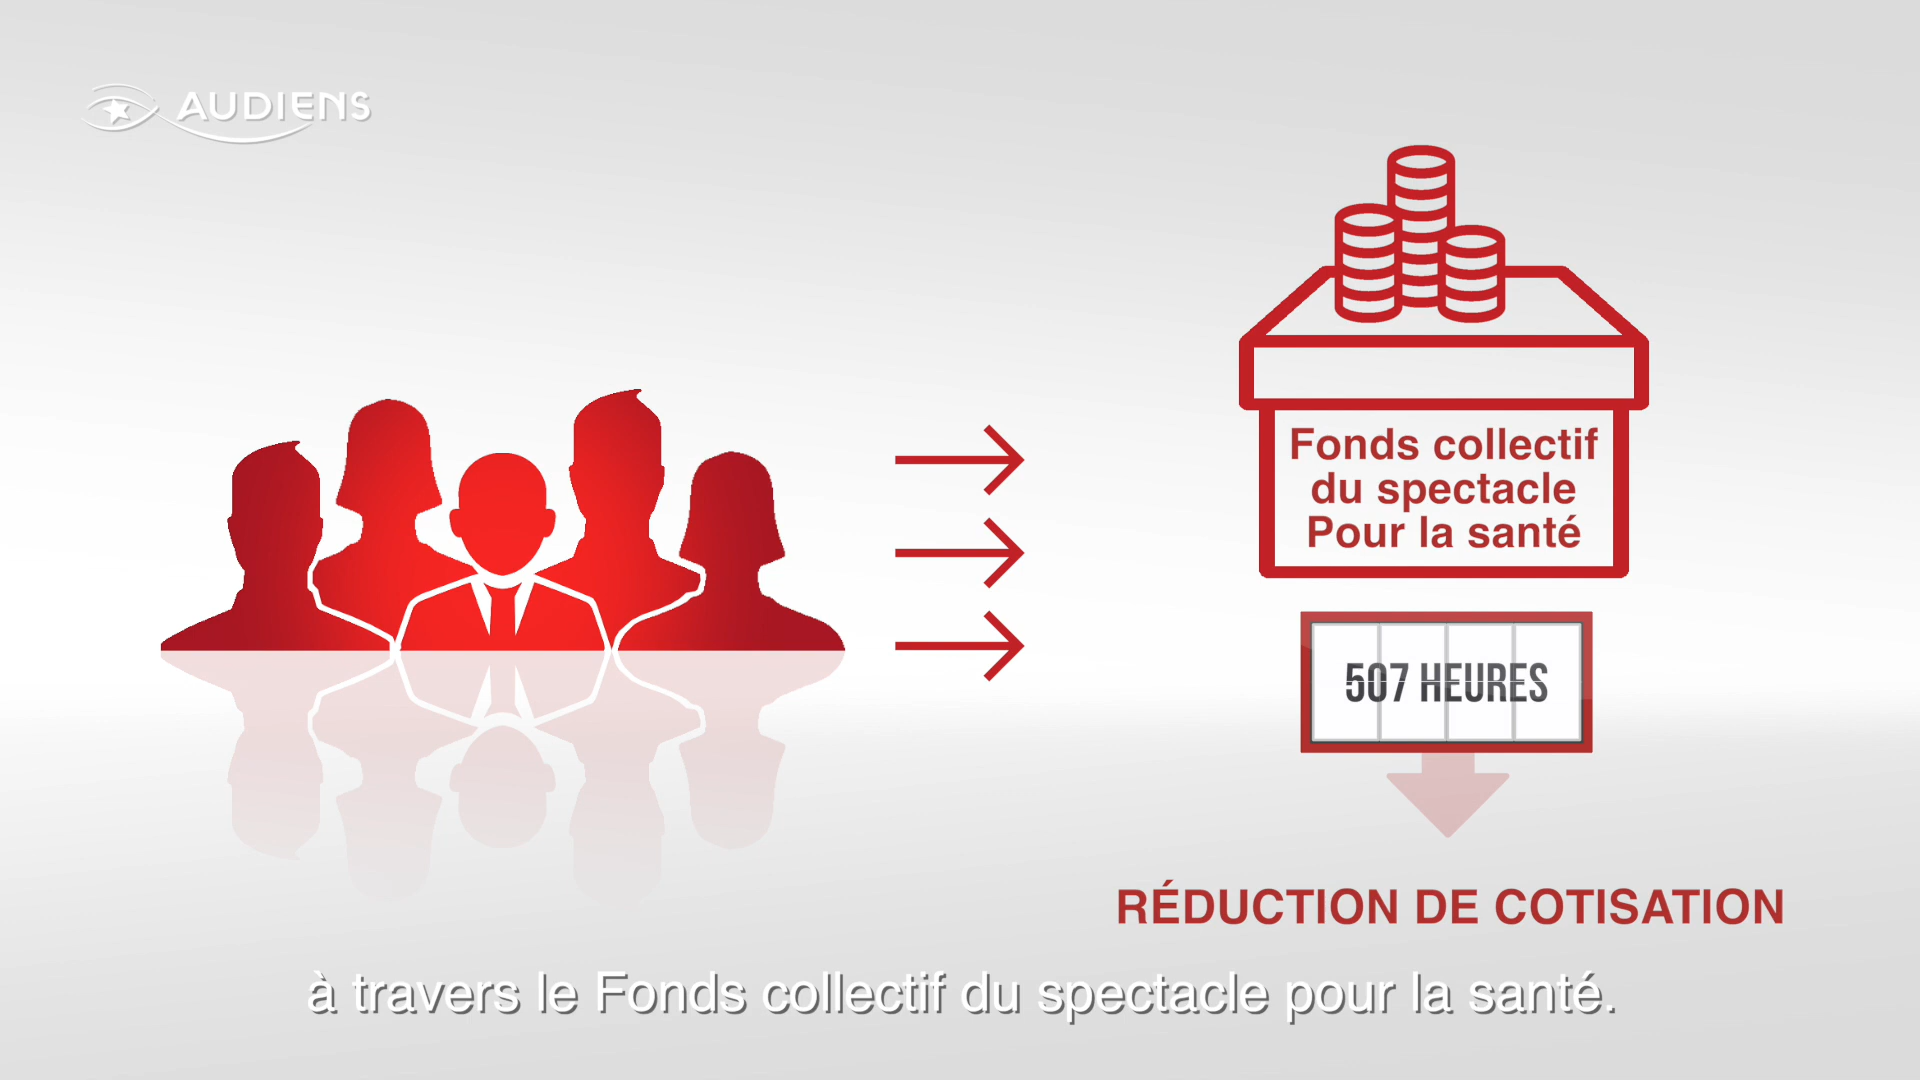 AUDIENS
Fonds collectif
du spectacle
Pour la santé
507 HEURES
RÉDUCTION DE COTISATION
à travers le Fonds collectif du spectacle pour la santé.